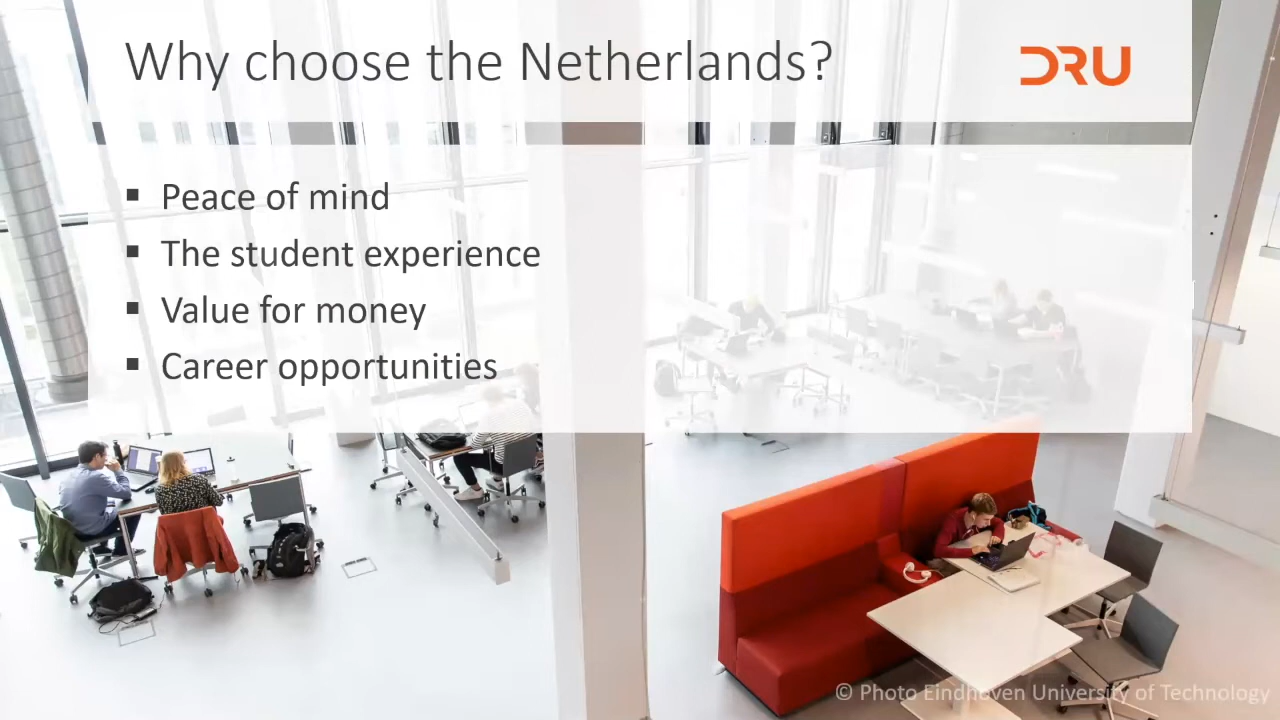 Why choose the Netherlands?
DRU
▪ Peace of mind
▪ The student experience
▪ Value for money
▪ Career opportunities
© Photo Eindhoven University of Technology